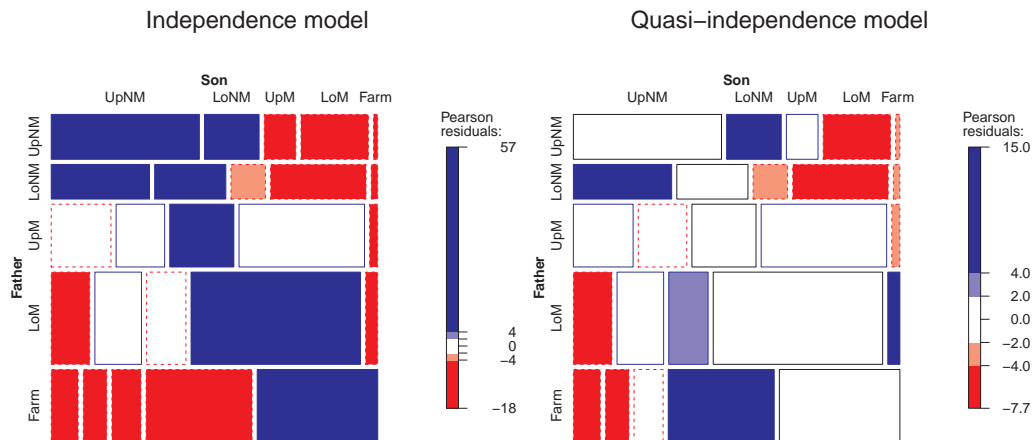 Independence model
Son
UpNM LoNM UpM LoM Farm
Father
UpNM
LoNM
UpM
LoM
Farm
Pearson
residuals:
57
4
0
−4
−18
Quasi−independence model
Son
UpNM LoNM UpM LoM Farm
Father
UpNM
LoNM
UpM
LoM
Farm
Pearson
residuals:
15.0
4.0
2.0
0.0
−2.0
−4.0
−7.7